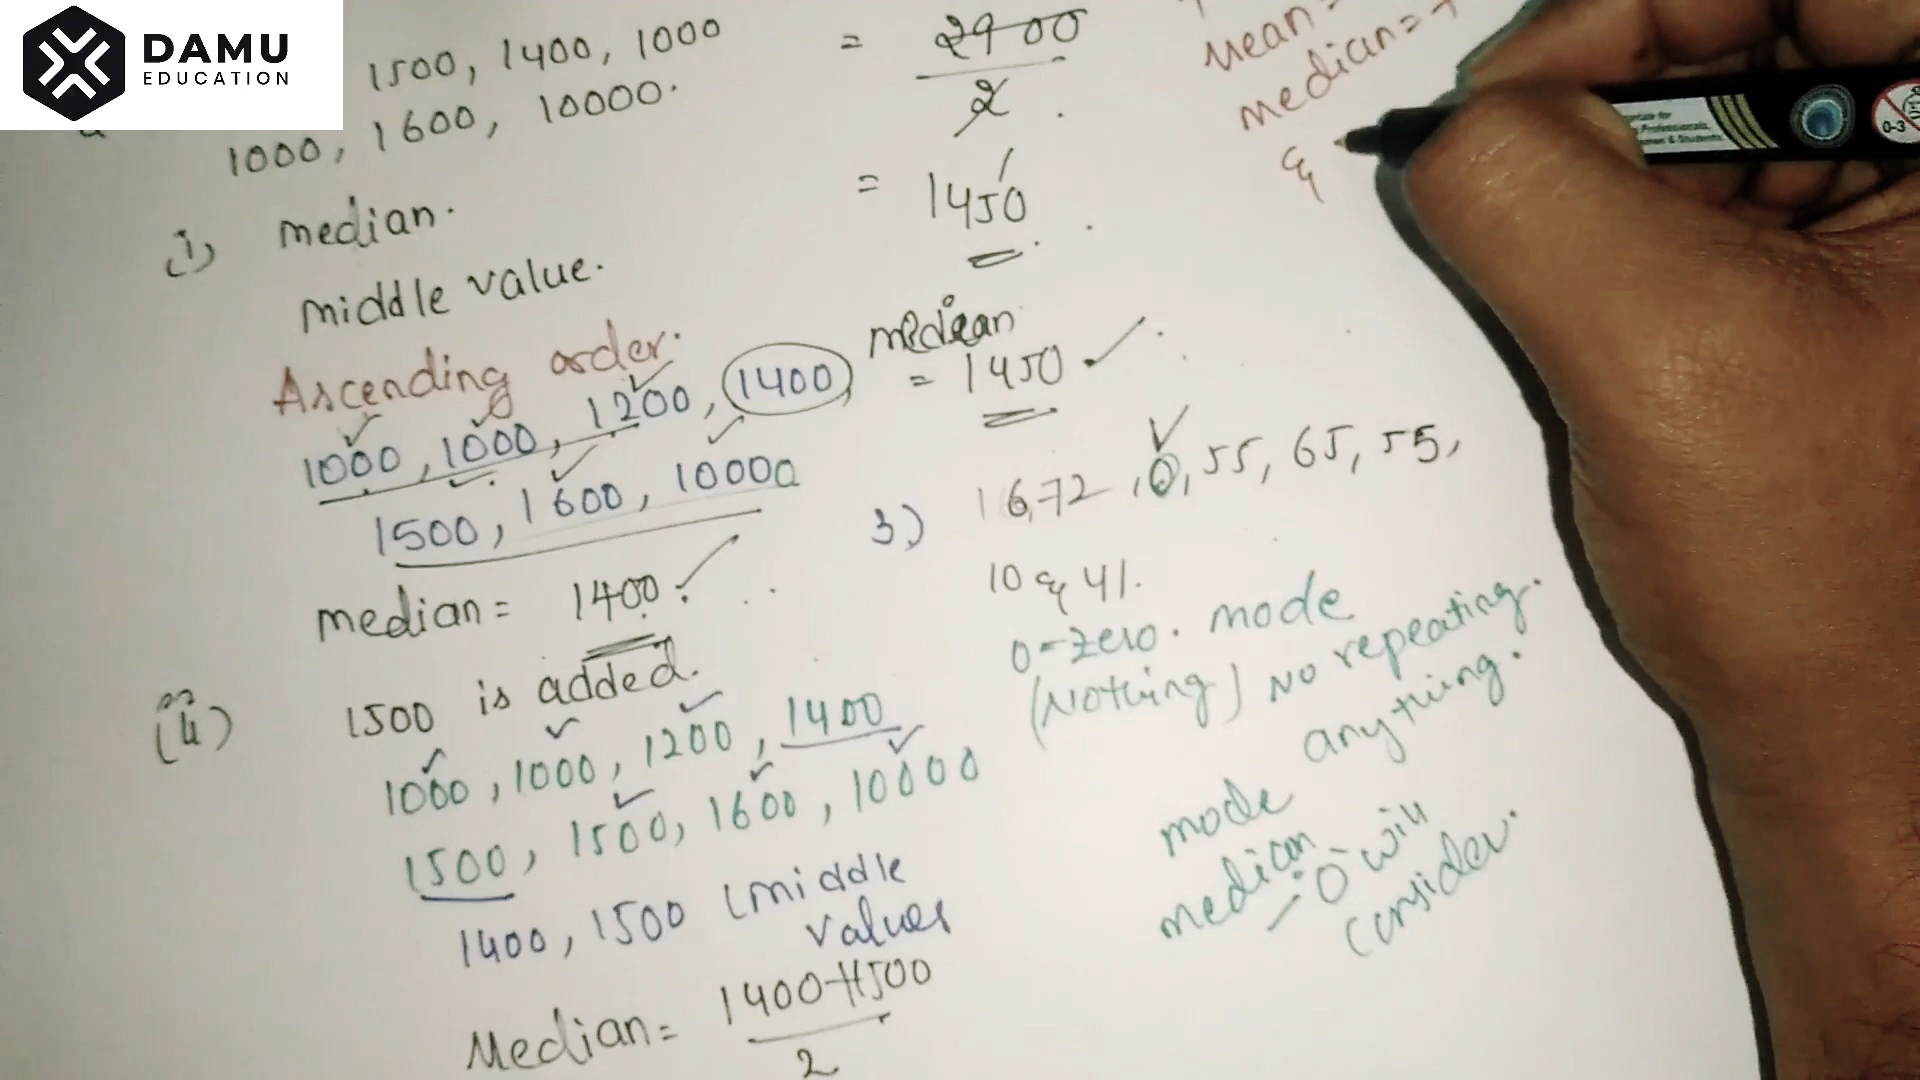 DAMU
EDUCATION
1500, 1400, 1000
1000, 1600, 10000.
(i) median.
middle value.
Ascending order.
1000, 1000, 1200, 1400
1500, 1600, 10000
median = 1400
(ii) 1500 is added.
1000, 1000, 1200, 1400
1500, 1500, 1600, 10000
1400, 1500 (middle
values
Median = 1400+1500
2
= 2900
2
= 1450
median
= 1450
3) 16,72, 0, 55, 65, 55,
10 & 41.
0-zero. mode
(Nothing) No repeating
anything.
mode
median
- 0 will
consider.
Mean =
median =
&
0-3